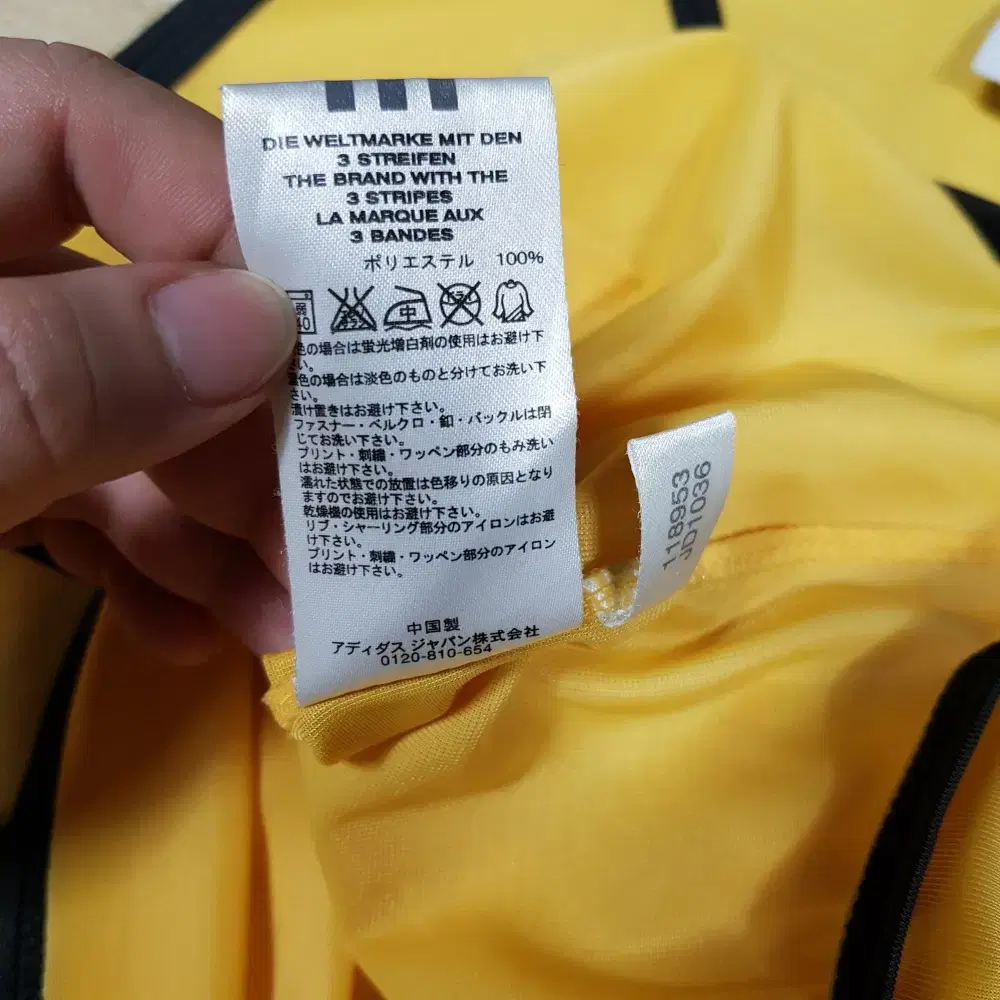 DIE WELTMARKE MIT DEN
3 STREIFEN
THE BRAND WITH THE
3 STRIPES
LA MARQUE AUX
3 BANDES
ポリエステル 100%
弱 中
40
色の場合は蛍光増白剤の使用はお避け下
さい。
色の場合は淡色のものと分けてお洗い下
さい。
漬け置きはお避け下さい。
ファスナー・ベルクロ・釦・バックルは閉
じてお洗い下さい。
プリント・刺繍・ワッペン部分のもみ洗い
はお避け下さい。
濡れた状態での放置は色移りの原因となり
ますのでお避け下さい。
乾燥機の使用はお避け下さい。
リブ・シャーリング部分のアイロンはお避
け下さい。
プリント・刺繍・ワッペン部分のアイロン
はお避け下さい。
中国製
アディダス ジャパン株式会社
0120-810-654
118953
JD1036